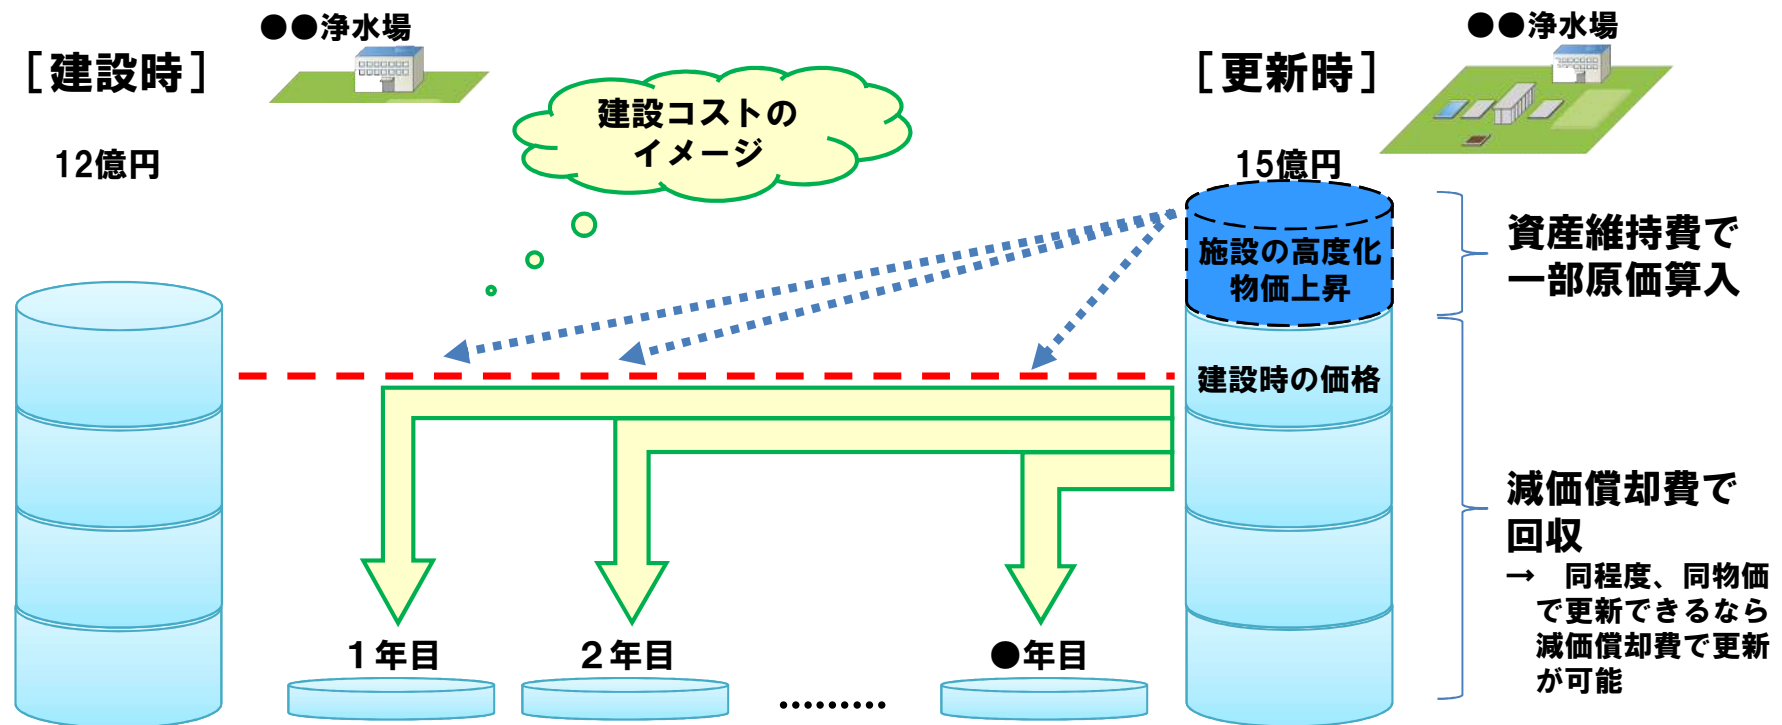 ●●浄水場
［建設時］
12億円
建設コストの
イメージ
●●浄水場
［更新時］
15億円
施設の高度化
物価上昇
建設時の価格
資産維持費で
一部原価算入
減価償却費で
回収
→　同程度、同物価
で更新できるなら
減価償却費で更新
が可能
１年目
２年目
●年目
………